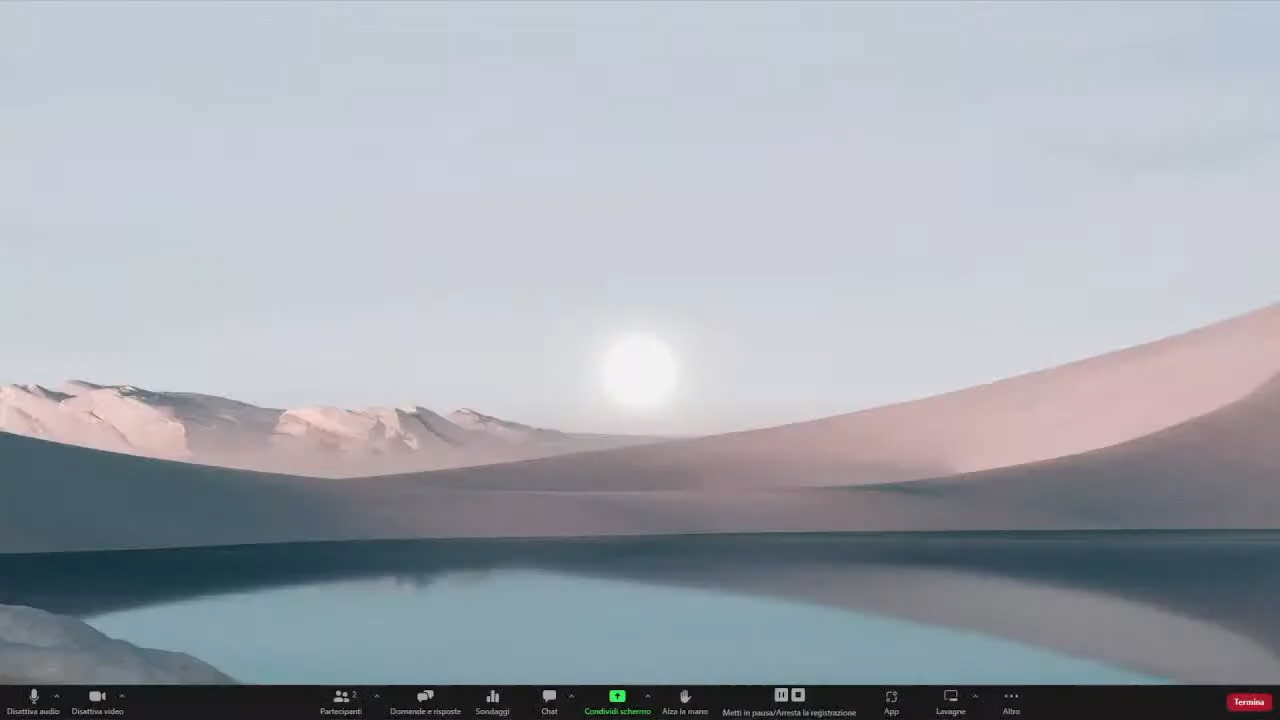 Disattiva audio
Disattiva video
Partecipanti
2
Domande e risposte
Sondaggi
Chat
Condividi schermo
Alza la mano
Metti in pausa/Arresta la registrazione
App
Lavagne
Altro
Termina